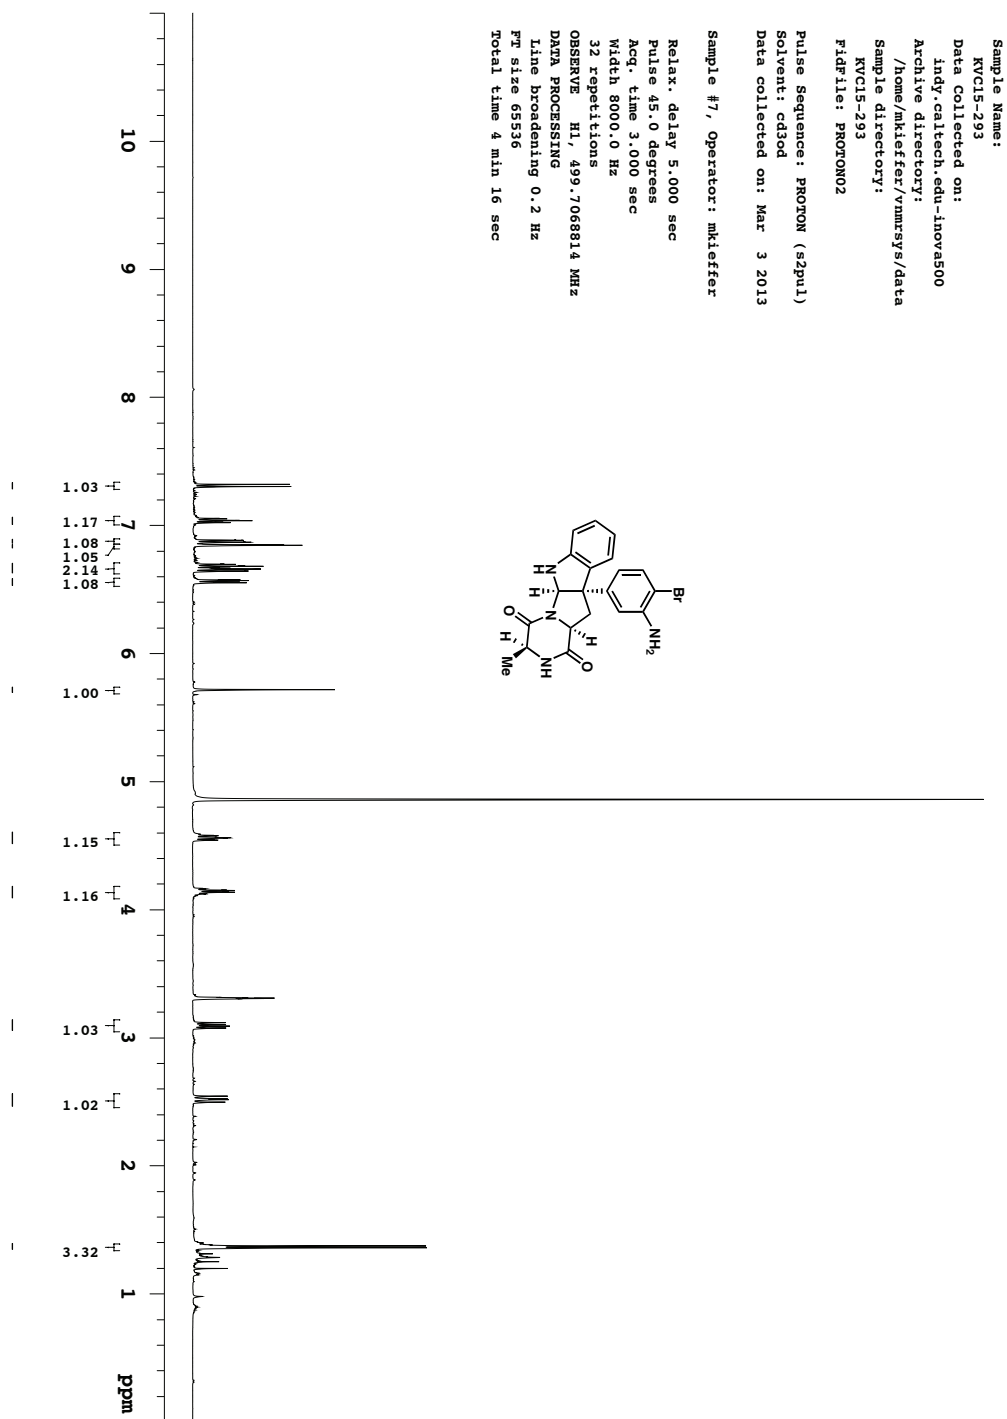 Sample Name:
KVC15-293
Data Collected on:
indy.caltech.edu-inova500
Archive directory:
/home/mkieffer/vnmrsys/data
Sample directory:
KVC15-293
FidFile: PROTON02
Pulse Sequence: PROTON (s2pul)
Solvent: cd3od
Data collected on: Mar 3 2013
Sample #7, Operator: mkieffer
Relax. delay 5.000 sec
Pulse 45.0 degrees
Acq. time 3.000 sec
Width 8000.0 Hz
32 repetitions
OBSERVE H1, 499.7068814 MHz
DATA PROCESSING
Line broadening 0.2 Hz
FT size 65536
Total time 4 min 16 sec
Br
NH2
HN
H
N
H
O
O
H
NH
Me
10 9 8 7 6 5 4 3 2 1 ppm
1.03
1.17
1.08
1.05
2.14
1.08
1.00
1.15
1.16
1.03
1.02
3.32